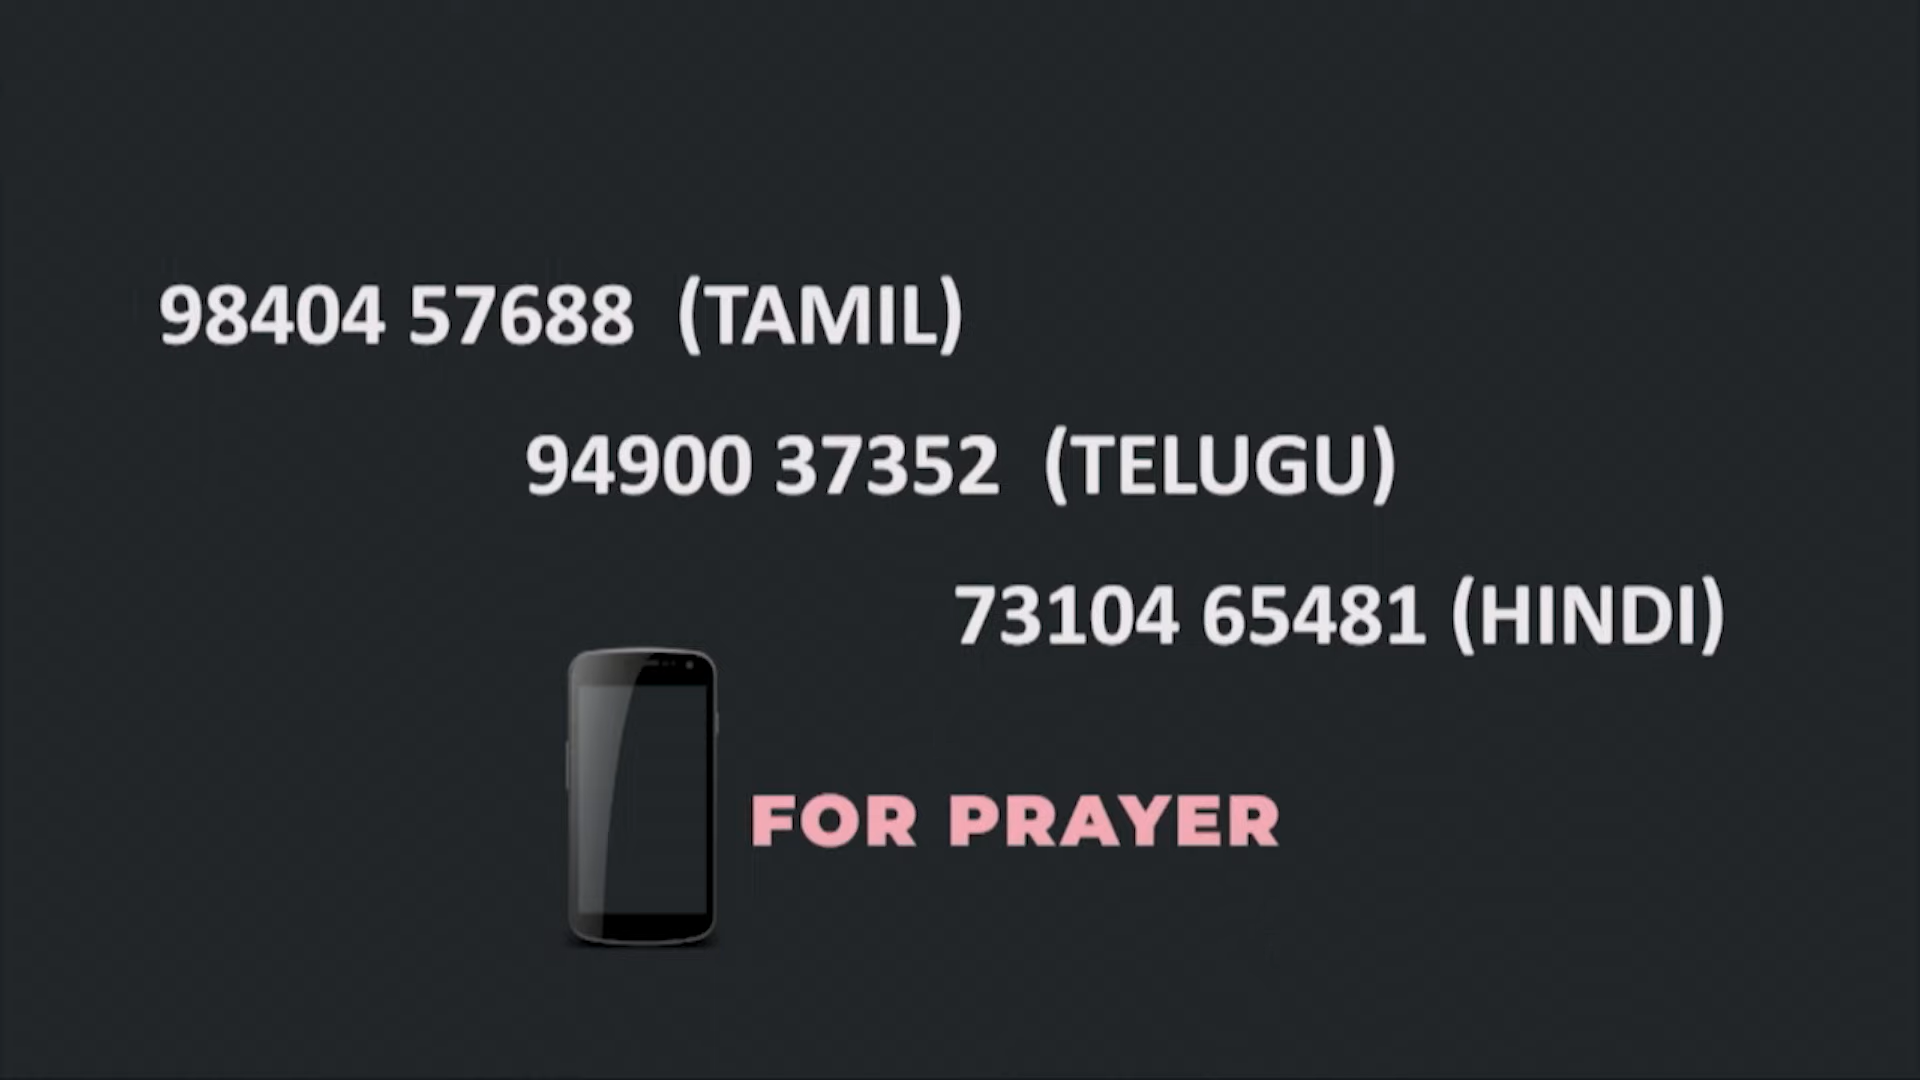 98404 57688 (TAMIL)
94900 37352 (TELUGU)
73104 65481 (HINDI)
FOR PRAYER